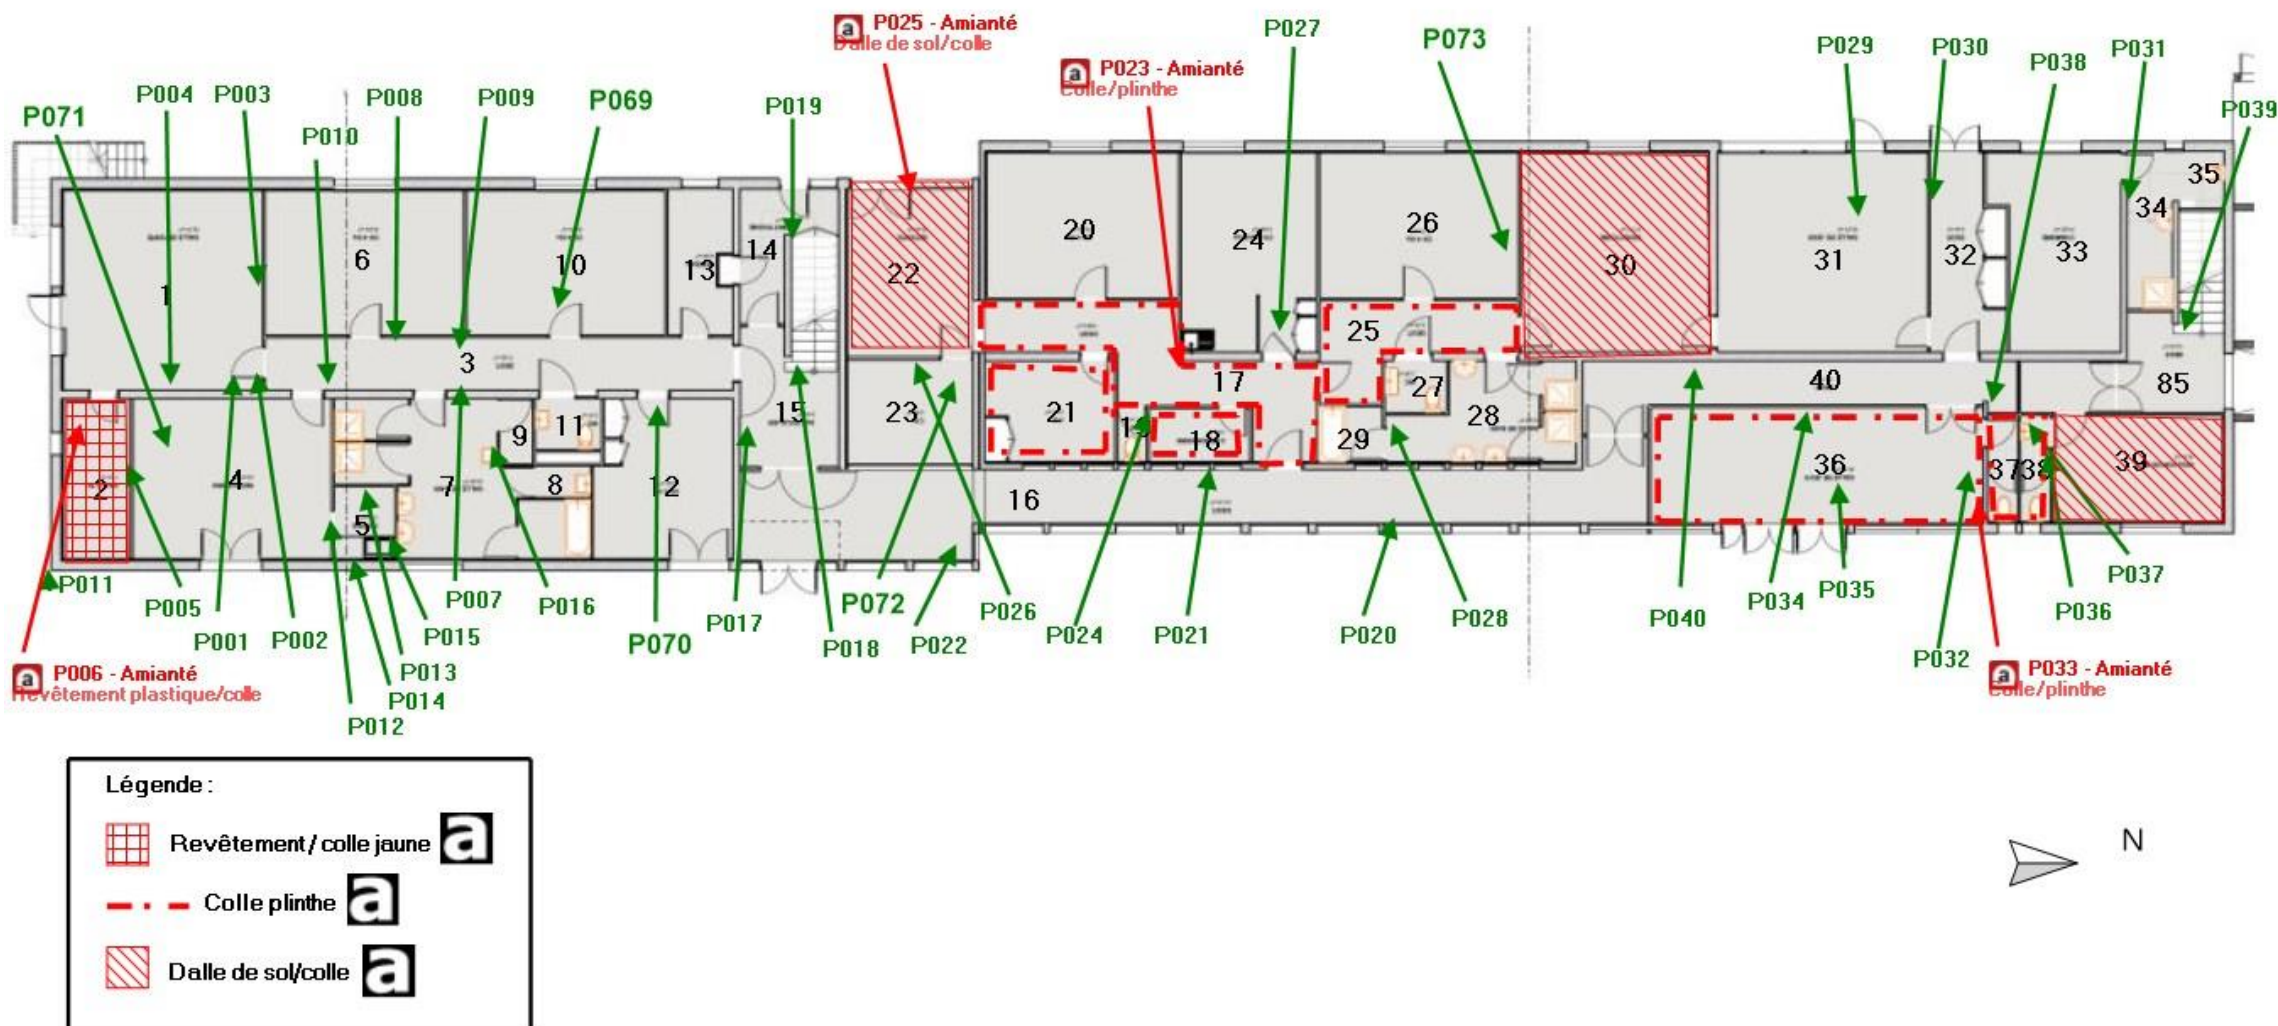 P025 - Amianté
Dalle de sol/colle
P027
P073
P029
P030
P031
P038
P023 - Amianté
Colle/plinthe
P039
P071
P004
P003
P008
P009
P069
P019
P010
1
6
10
13
14
22
20
24
26
30
31
32
33
34
35
3
25
17
40
85
2
4
5
7
9
11
8
12
15
23
21
18
27
28
29
16
36
37
38
39
P011
P005
P001
P002
P007
P016
P015
P013
P014
P012
P070
P017
P018
P072
P022
P026
P024
P021
P020
P028
P040
P034
P035
P032
P036
P037
P006 - Amianté
Revêtement plastique/colle
P033 - Amianté
Colle/plinthe
Légende :
Revêtement/ colle jaune a
Colle plinthe a
Dalle de sol/colle a
N